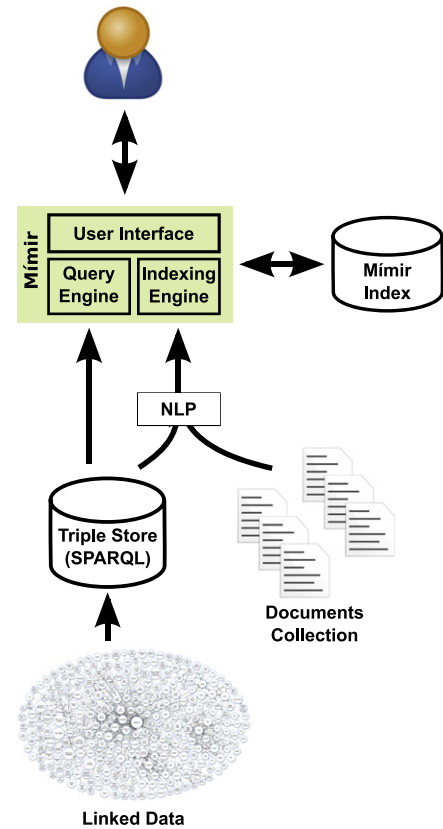 Mímir
User Interface
Query
Engine
Indexing
Engine
Mímir
Index
NLP
Triple Store
(SPARQL)
Documents
Collection
Linked Data